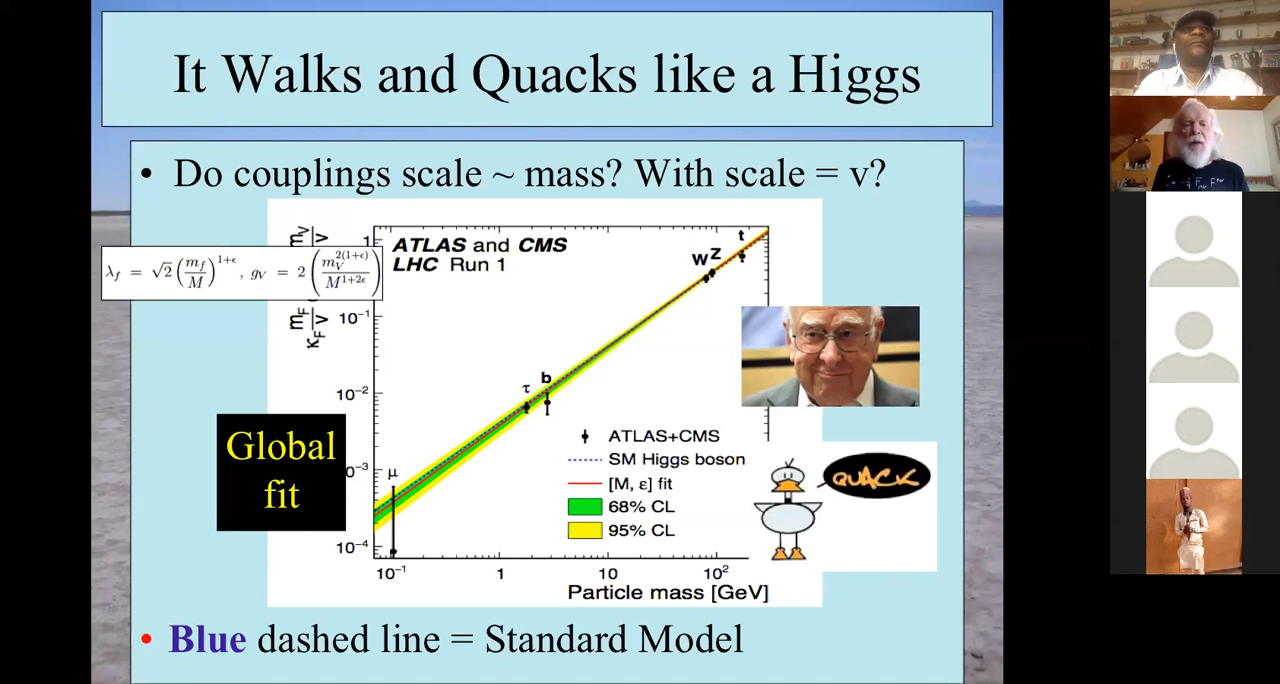 It Walks and Quacks like a Higgs
• Do couplings scale ~ mass? With scale = v?
λ_f = √2 (m_f/M)^{1+ϵ}, g_V = 2 (m_V^{2(1+ϵ)}/M^{1+2ϵ})
ATLAS and CMS
LHC Run 1
κ_F m_F/V
m_V/V
1
10⁻¹
10⁻²
10⁻³
10⁻⁴
μ
τ
b
W
Z
t
Global
fit
ATLAS+CMS
SM Higgs boson
[M, ε] fit
68% CL
95% CL
QUACK
10⁻¹
1
10
10²
Particle mass [GeV]
• Blue dashed line = Standard Model